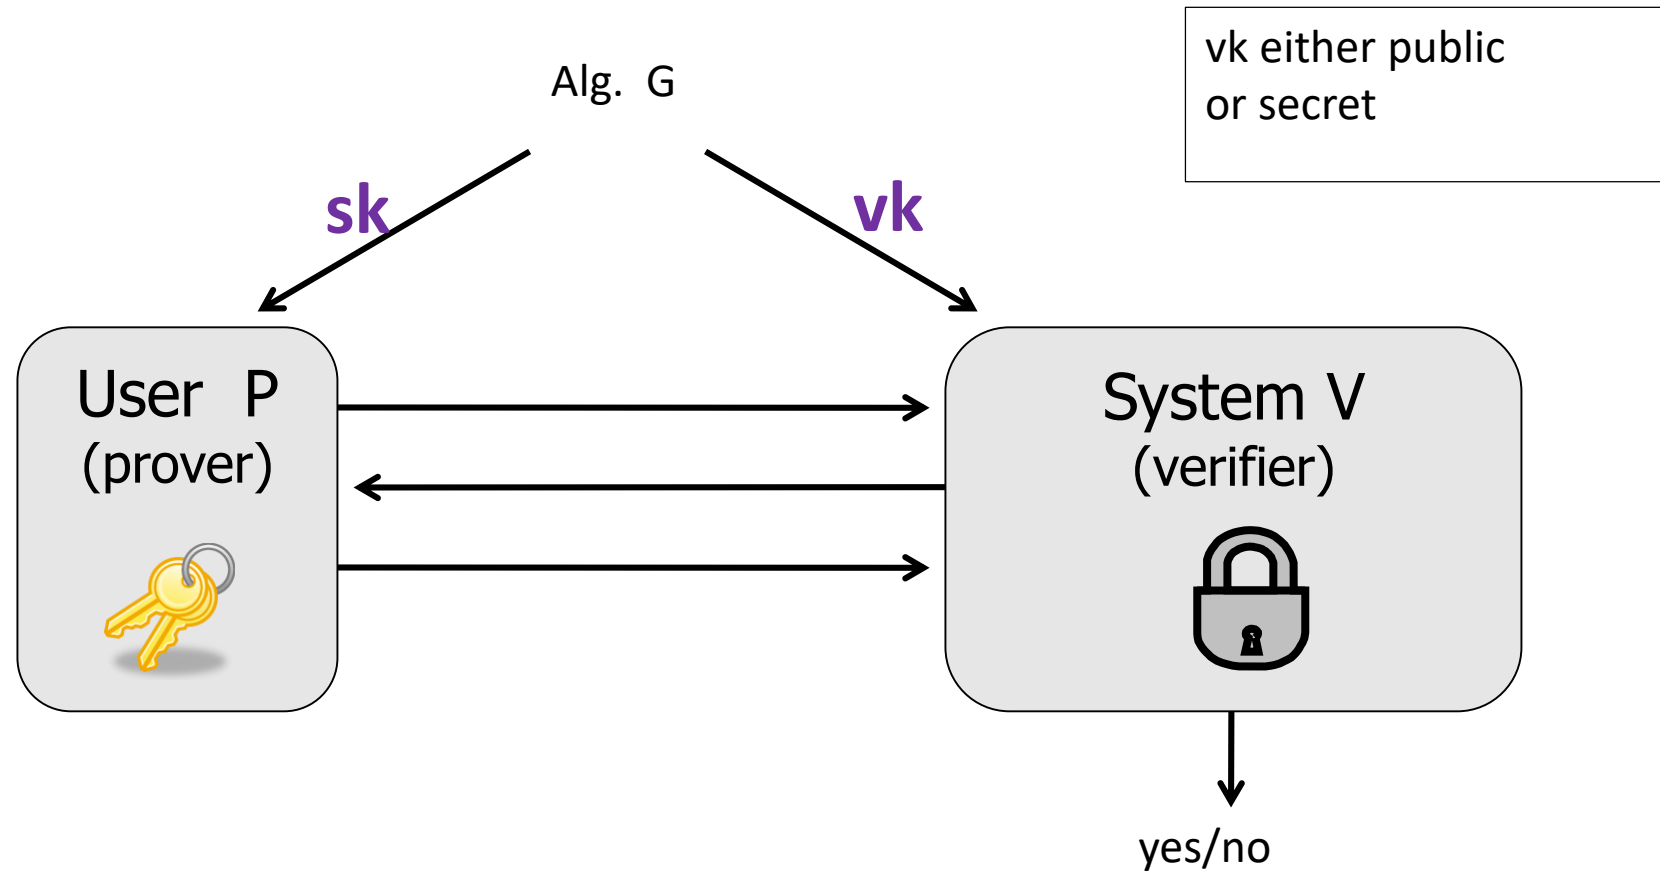 Alg. G
vk either public
or secret
sk
vk
User P
(prover)
System V
(verifier)
yes/no